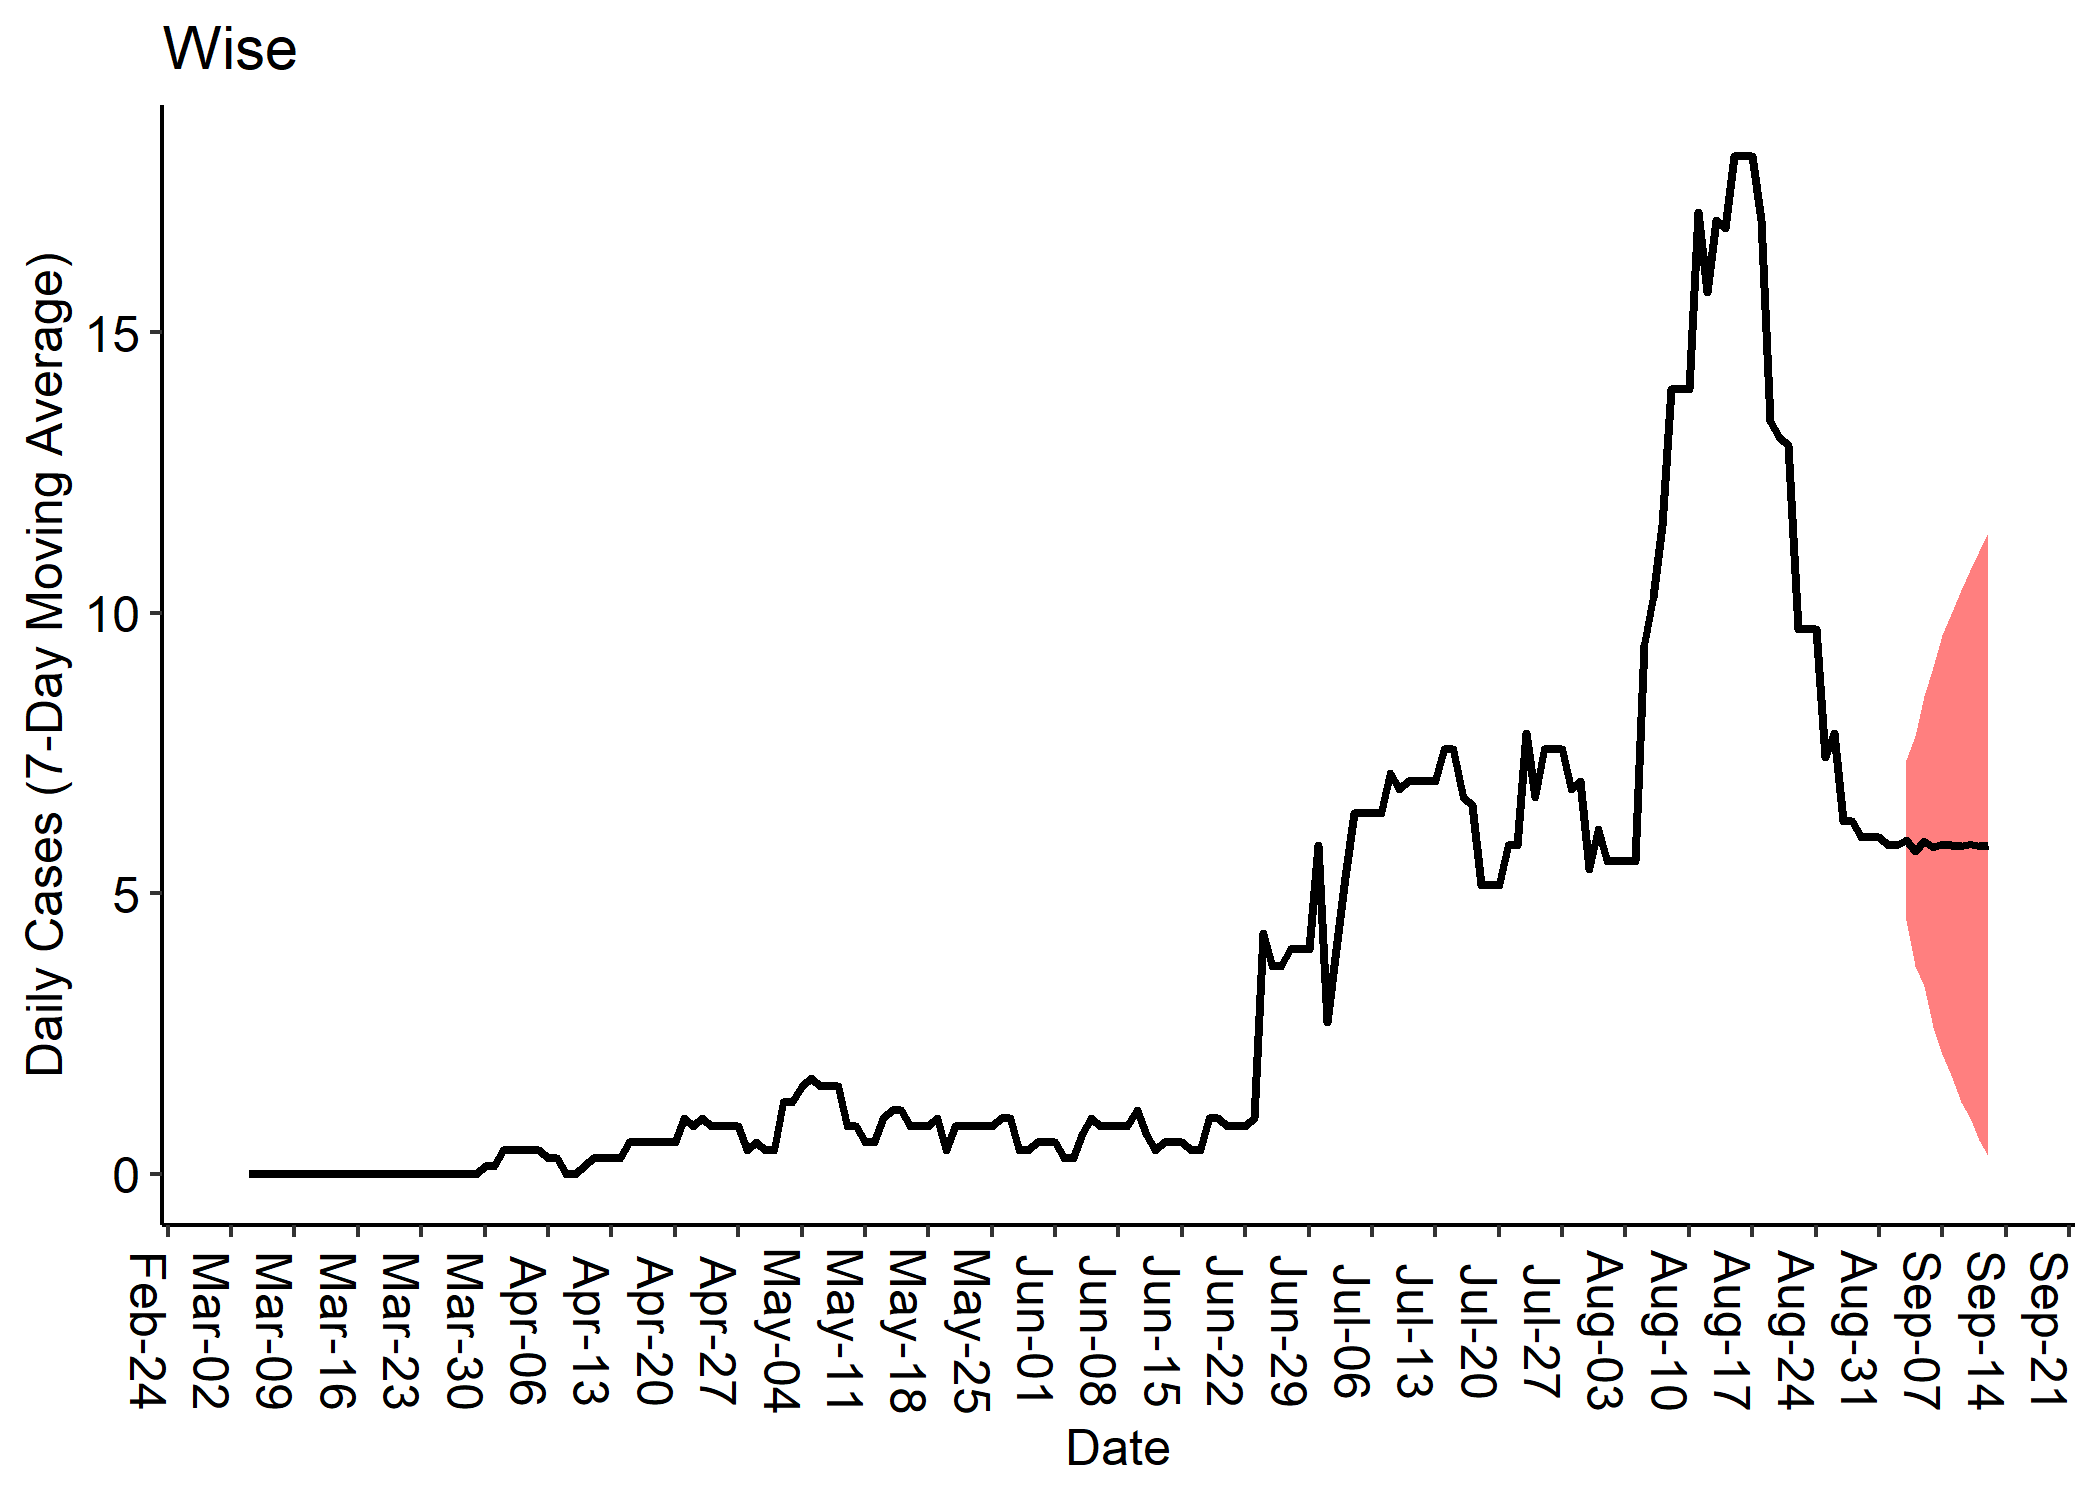 Wise
Daily Cases (7-Day Moving Average)
15
10
5
0
Feb-24
Mar-02
Mar-09
Mar-16
Mar-23
Mar-30
Apr-06
Apr-13
Apr-20
Apr-27
May-04
May-11
May-18
May-25
Jun-01
Jun-08
Jun-15
Jun-22
Jun-29
Jul-06
Jul-13
Jul-20
Jul-27
Aug-03
Aug-10
Aug-17
Aug-24
Aug-31
Sep-07
Sep-14
Sep-21
Date